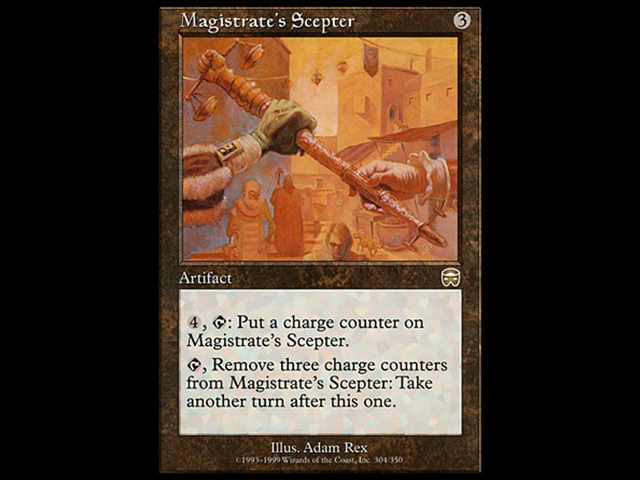 Magistrate's Scepter 3
Artifact
4, : Put a charge counter on
Magistrate's Scepter.
, Remove three charge counters
from Magistrate's Scepter: Take
another turn after this one.
Illus. Adam Rex
©1993-1999 Wizards of the Coast, Inc. 304/350